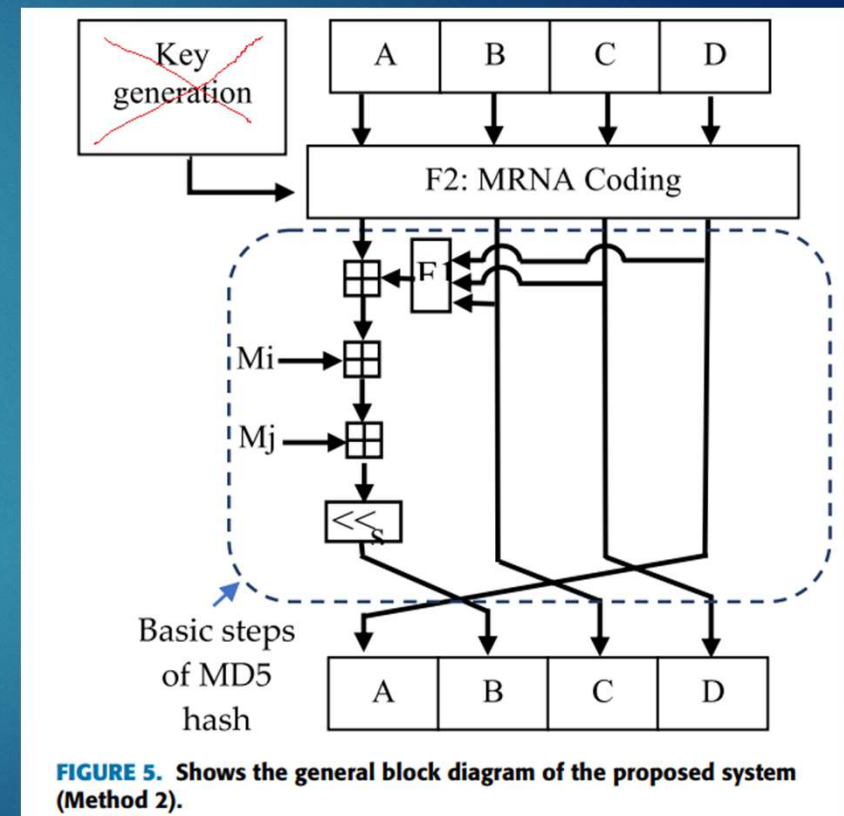 Key
generation
A B C D
F2: MRNA Coding
F1
Mi
Mj
<<s
Basic steps
of MD5
hash
A B C D
FIGURE 5. Shows the general block diagram of the proposed system
(Method 2).